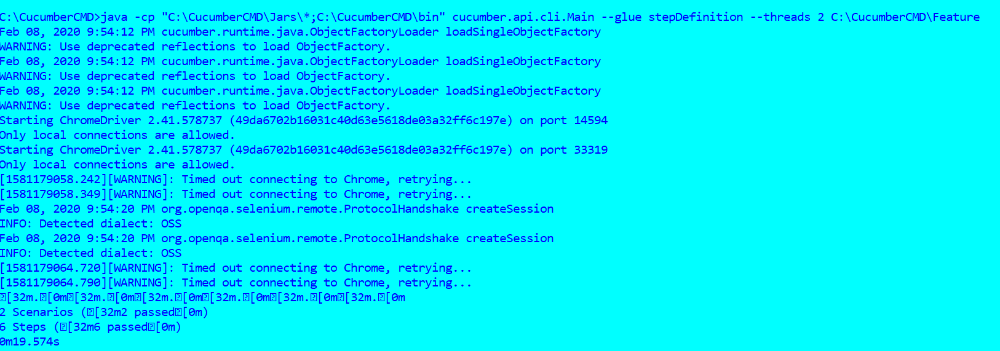 C:\CucumberCMD>java -cp "C:\CucumberCMD\Jars\*;C:\CucumberCMD\bin" cucumber.api.cli.Main --glue stepDefinition --threads 2 C:\CucumberCMD\Feature
Feb 08, 2020 9:54:12 PM cucumber.runtime.java.ObjectFactoryLoader loadSingleObjectFactory
WARNING: Use deprecated reflections to load ObjectFactory.
Feb 08, 2020 9:54:12 PM cucumber.runtime.java.ObjectFactoryLoader loadSingleObjectFactory
WARNING: Use deprecated reflections to load ObjectFactory.
Feb 08, 2020 9:54:12 PM cucumber.runtime.java.ObjectFactoryLoader loadSingleObjectFactory
WARNING: Use deprecated reflections to load ObjectFactory.
Starting ChromeDriver 2.41.578737 (49da6702b16031c40d63e5618de03a32ff6c197e) on port 14594
Only local connections are allowed.
Starting ChromeDriver 2.41.578737 (49da6702b16031c40d63e5618de03a32ff6c197e) on port 33319
Only local connections are allowed.
[1581179058.242][WARNING]: Timed out connecting to Chrome, retrying...
[1581179058.349][WARNING]: Timed out connecting to Chrome, retrying...
Feb 08, 2020 9:54:20 PM org.openqa.selenium.remote.ProtocolHandshake createSession
INFO: Detected dialect: OSS
Feb 08, 2020 9:54:20 PM org.openqa.selenium.remote.ProtocolHandshake createSession
INFO: Detected dialect: OSS
[1581179064.720][WARNING]: Timed out connecting to Chrome, retrying...
[1581179064.790][WARNING]: Timed out connecting to Chrome, retrying...
⍰[32m.⍰[0m⍰[32m.⍰[0m⍰[32m.⍰[0m⍰[32m.⍰[0m⍰[32m.⍰[0m⍰[32m.⍰[0m
2 Scenarios (⍰[32m2 passed⍰[0m)
6 Steps (⍰[32m6 passed⍰[0m)
0m19.574s